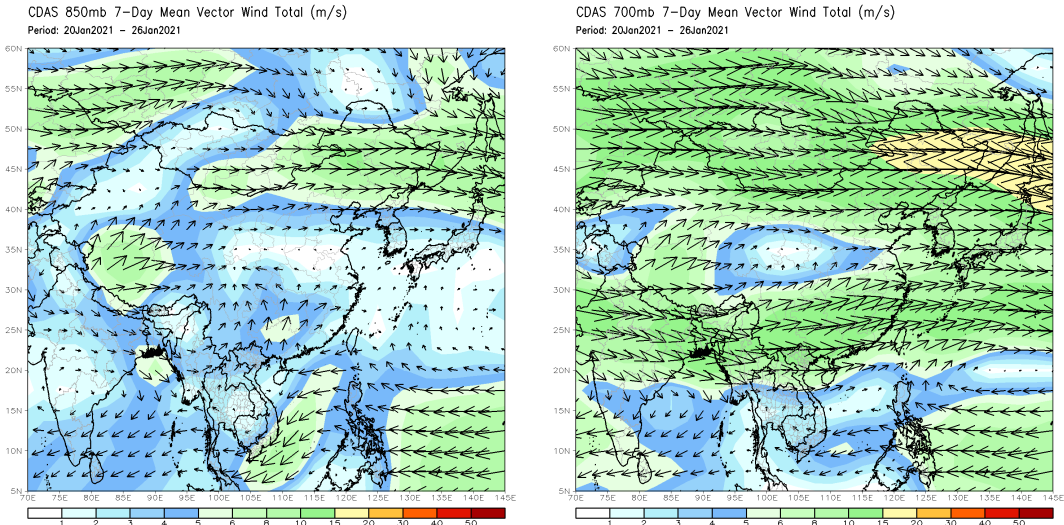 CDAS 850mb 7-Day Mean Vector Wind Total (m/s)
Period: 20Jan2021 - 26Jan2021
60N
55N
50N
45N
40N
35N
30N
25N
20N
15N
10N
5N
70E 75E 80E 85E 90E 95E 100E 105E 110E 115E 120E 125E 130E 135E 140E 145E
1 2 3 4 5 6 8 10 15 20 30 40 50
CDAS 700mb 7-Day Mean Vector Wind Total (m/s)
Period: 20Jan2021 - 26Jan2021
60N
55N
50N
45N
40N
35N
30N
25N
20N
15N
10N
5N
70E 75E 80E 85E 90E 95E 100E 105E 110E 115E 120E 125E 130E 135E 140E 145E
1 2 3 4 5 6 8 10 15 20 30 40 50